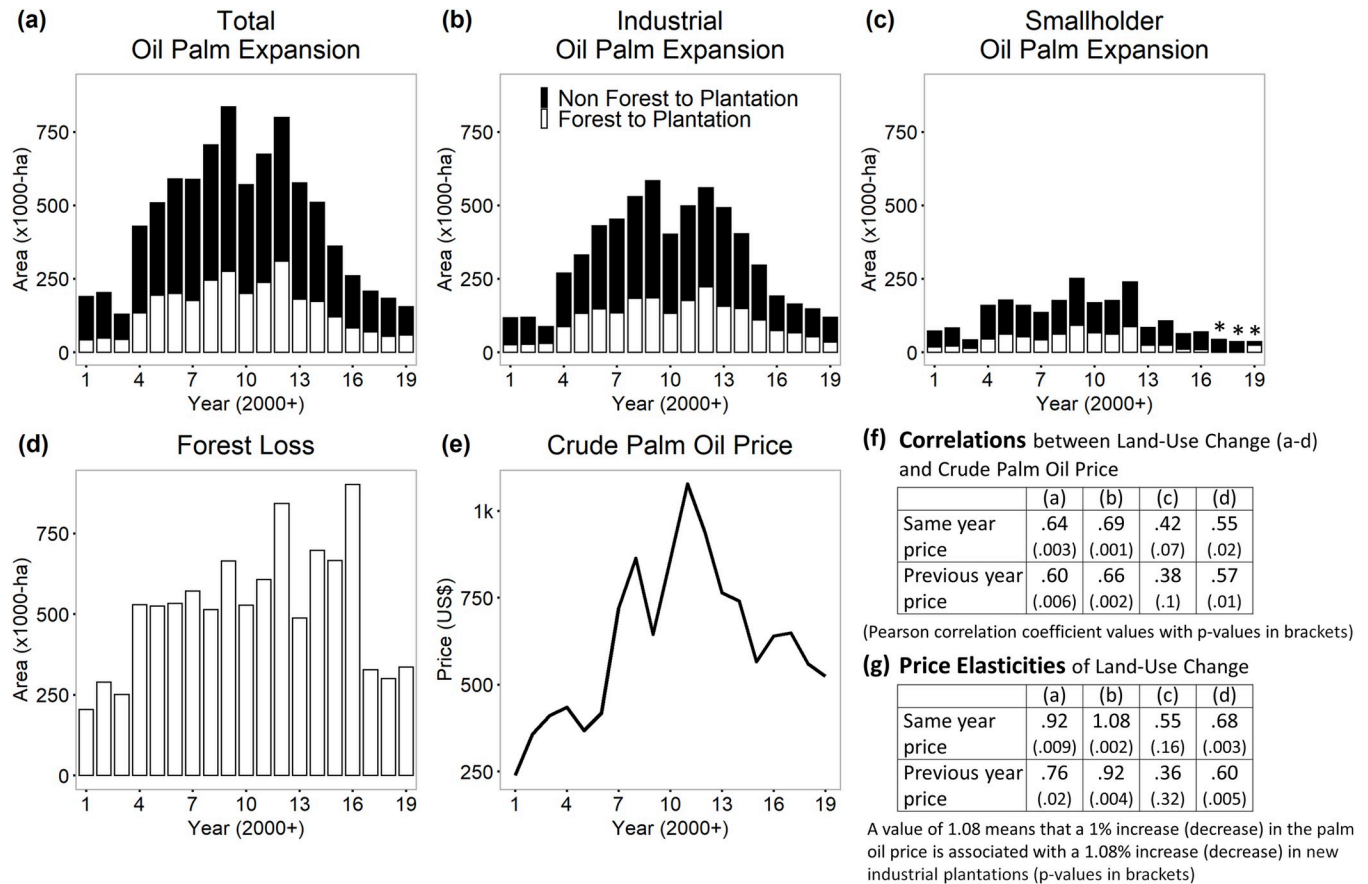 (a) Total
Oil Palm Expansion
Area (x1000-ha)
750
500
250
0
1 4 7 10 13 16 19
Year (2000+)
(b) Industrial
Oil Palm Expansion
Non Forest to Plantation
Forest to Plantation
Area (x1000-ha)
750
500
250
0
1 4 7 10 13 16 19
Year (2000+)
(c) Smallholder
Oil Palm Expansion
Area (x1000-ha)
750
500
250
0
* * *
1 4 7 10 13 16 19
Year (2000+)
(d) Forest Loss
Area (x1000-ha)
750
500
250
0
1 4 7 10 13 16 19
Year (2000+)
(e) Crude Palm Oil Price
Price (US$)
1k
750
500
250
1 4 7 10 13 16 19
Year (2000+)
(f) Correlations between Land-Use Change (a-d)
and Crude Palm Oil Price
(a) (b) (c) (d)
Same year .64 .69 .42 .55
price (.003) (.001) (.07) (.02)
Previous year .60 .66 .38 .57
price (.006) (.002) (.1) (.01)
(Pearson correlation coefficient values with p-values in brackets)
(g) Price Elasticities of Land-Use Change
(a) (b) (c) (d)
Same year .92 1.08 .55 .68
price (.009) (.002) (.16) (.003)
Previous year .76 .92 .36 .60
price (.02) (.004) (.32) (.005)
A value of 1.08 means that a 1% increase (decrease) in the palm
oil price is associated with a 1.08% increase (decrease) in new
industrial plantations (p-values in brackets)